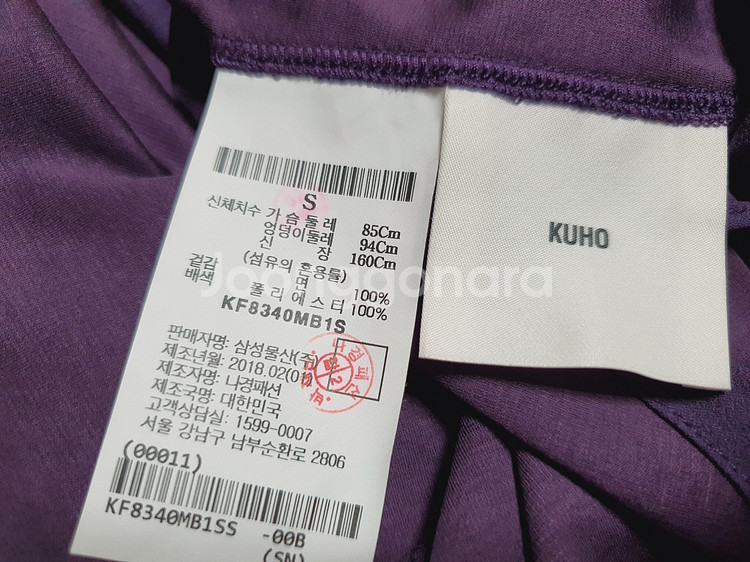 S
신체치수 가 슴 둘 레 85Cm
엉덩이둘레 94Cm
신 장 160Cm
겉감 (섬유의 혼용률)
면 100%
배색 폴 리 에 스 터 100%
KF8340MB1S
판매자명: 삼성물산(주)
제조년월: 2018.02(01)
제조자명: 나경패션
제조국명: 대한민국
고객상담실: 1599-0007
서울 강남구 남부순환로 2806
(00011)
KF8340MB1SS -00B
(SN)
KUHO
Joonggonara